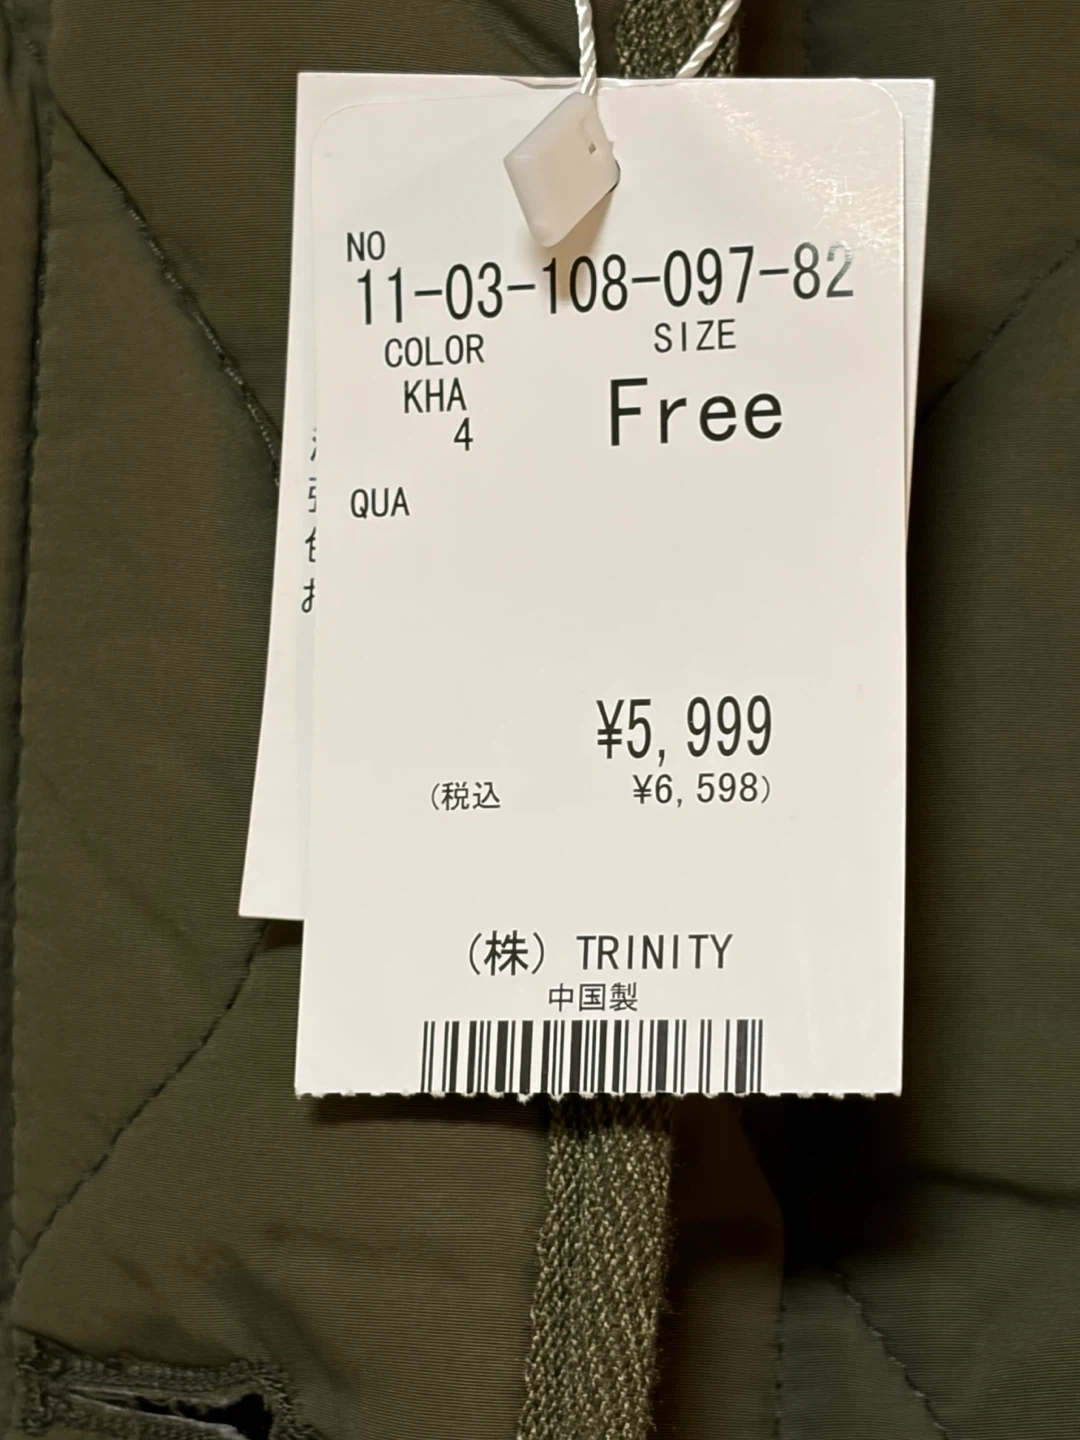 NO
11-03-108-097-82
COLOR SIZE
KHA
4
Free
QUA
¥5,999
(税込 ¥6,598)
(株) TRINITY
中国製
お